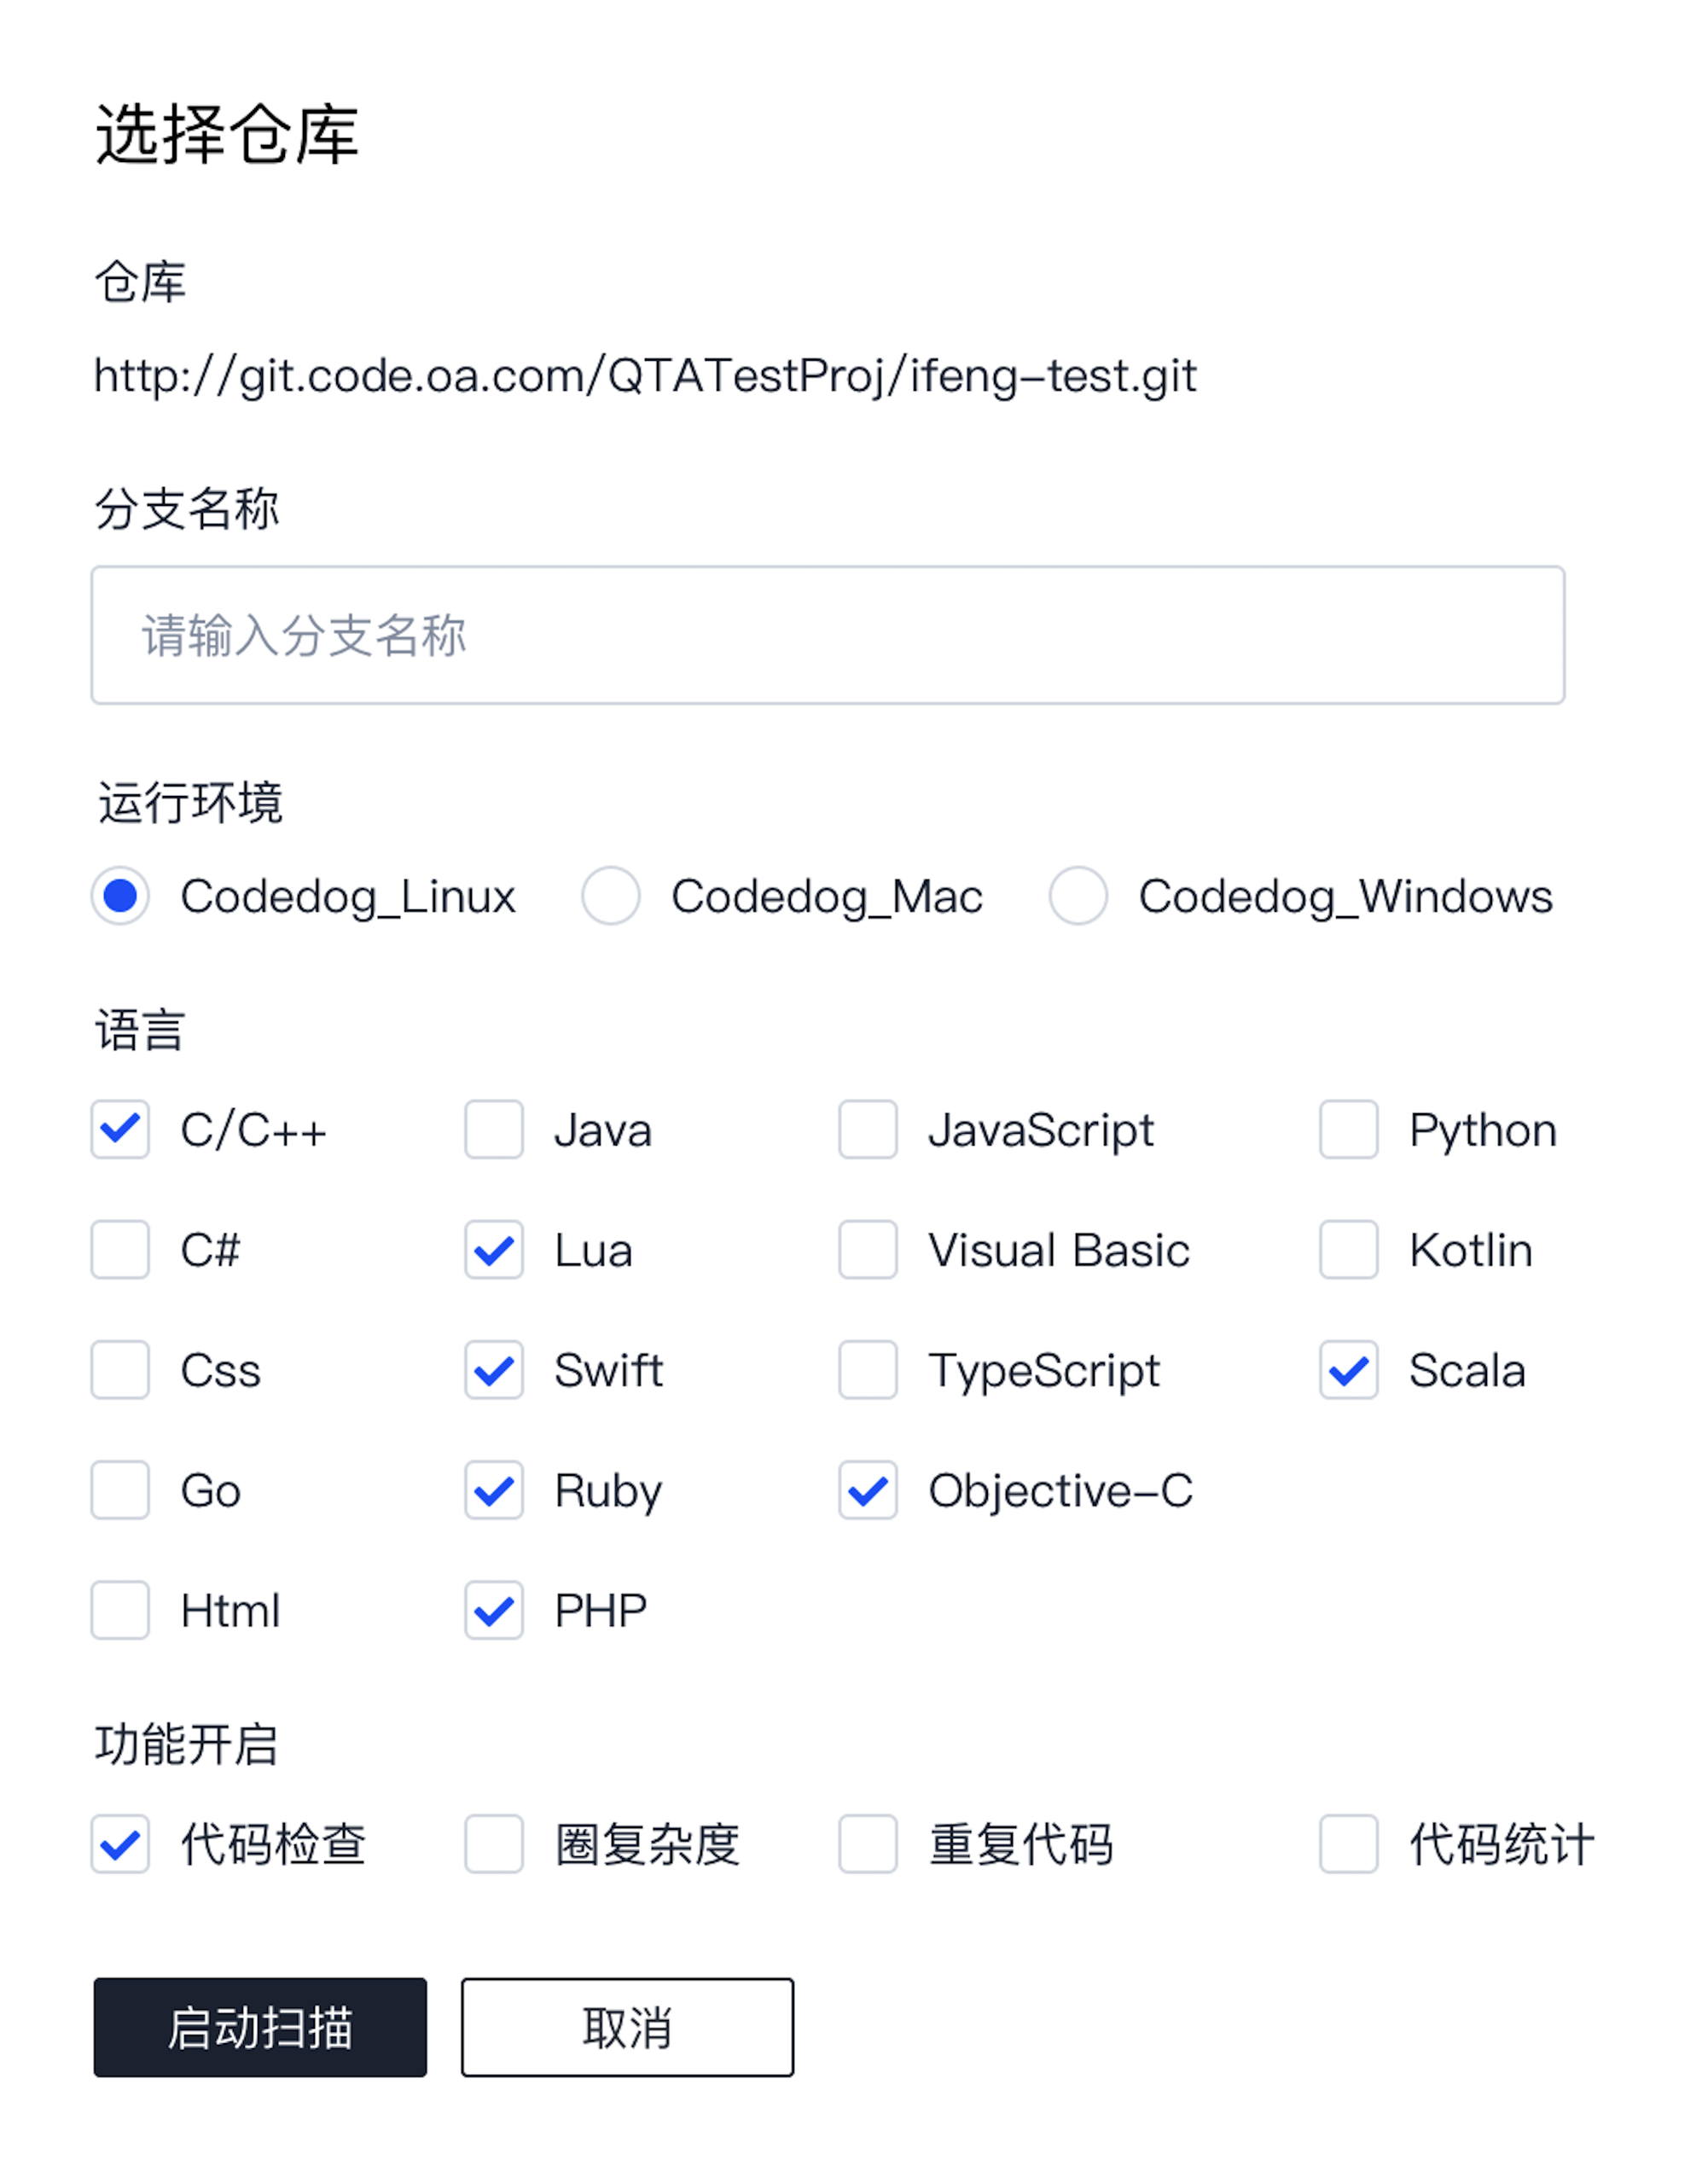 选择仓库
仓库
http://git.code.oa.com/QTATestProj/ifeng-test.git
分支名称
请输入分支名称
运行环境
Codedog_Linux Codedog_Mac Codedog_Windows
语言
C/C++ Java JavaScript Python
C# Lua Visual Basic Kotlin
Css Swift TypeScript Scala
Go Ruby Objective-C
Html PHP
功能开启
代码检查 圈复杂度 重复代码 代码统计
启动扫描 取消